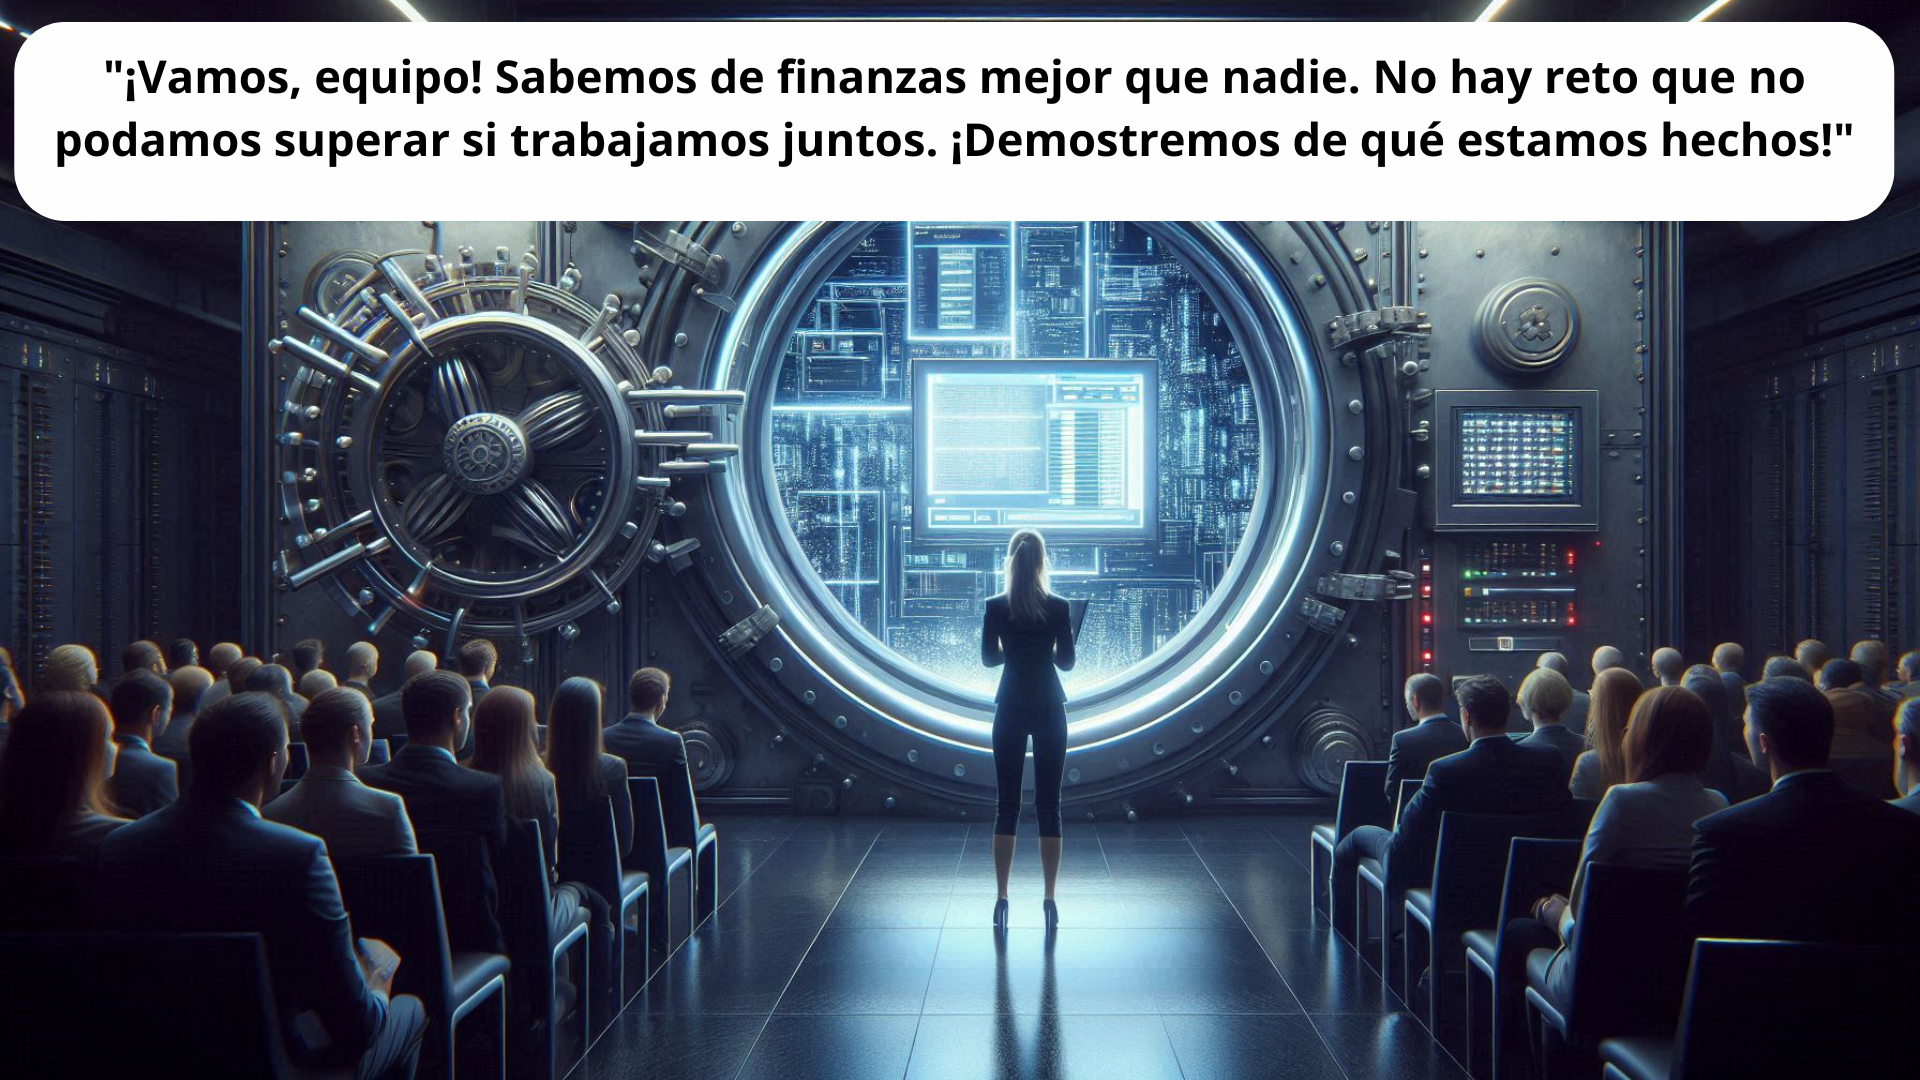 "¡Vamos, equipo! Sabemos de finanzas mejor que nadie. No hay reto que no
podamos superar si trabajamos juntos. ¡Demostremos de qué estamos hechos!"